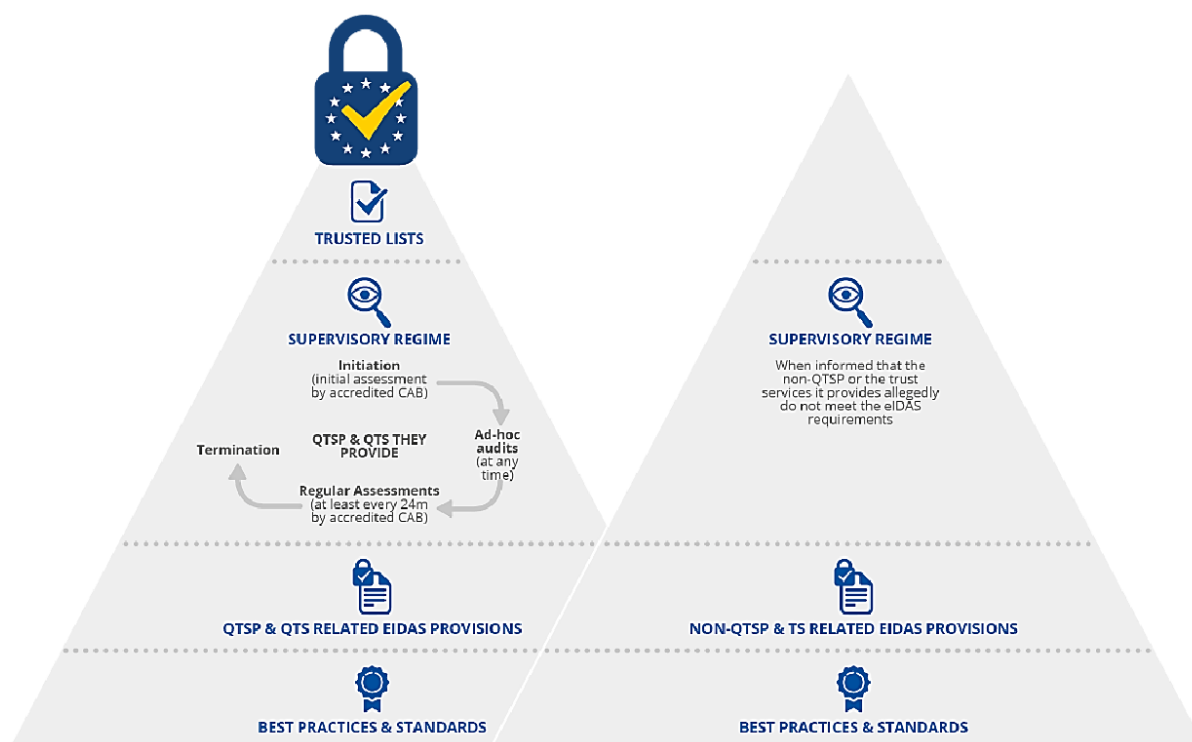 TRUSTED LISTS
SUPERVISORY REGIME
Initiation
(initial assessment
by accredited CAB)
Ad-hoc
audits
(at any
time)
QTSP & QTS THEY
PROVIDE
Termination
Regular Assessments
(at least every 24m
by accredited CAB)
QTSP & QTS RELATED EIDAS PROVISIONS
BEST PRACTICES & STANDARDS
SUPERVISORY REGIME
When informed that the
non-QTSP or the trust
services it provides allegedly
do not meet the eIDAS
requirements
NON-QTSP & TS RELATED EIDAS PROVISIONS
BEST PRACTICES & STANDARDS